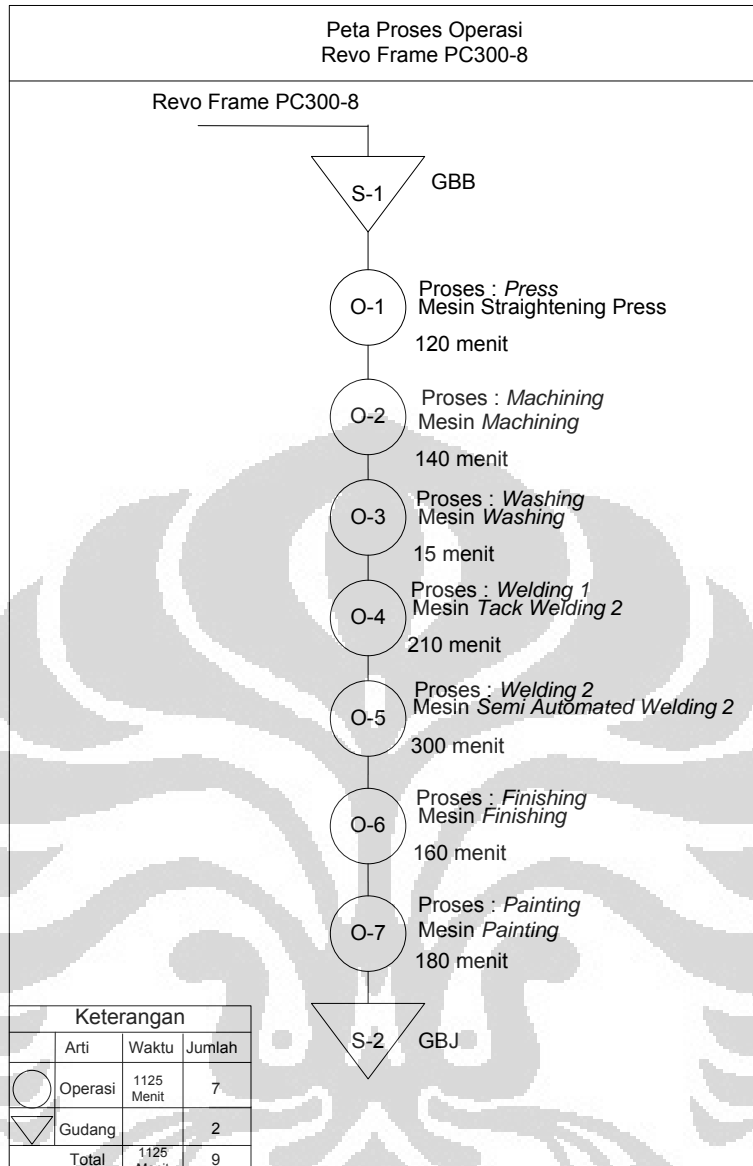 Peta Proses Operasi
Revo Frame PC300-8
Revo Frame PC300-8
S-1
GBB
O-1
Proses : Press
Mesin Straightening Press
120 menit
O-2
Proses : Machining
Mesin Machining
140 menit
O-3
Proses : Washing
Mesin Washing
15 menit
O-4
Proses : Welding 1
Mesin Tack Welding 2
210 menit
O-5
Proses : Welding 2
Mesin Semi Automated Welding 2
300 menit
O-6
Proses : Finishing
Mesin Finishing
160 menit
O-7
Proses : Painting
Mesin Painting
180 menit
S-2
GBJ
Keterangan
Arti Waktu Jumlah
Operasi 1125 Menit 7
Gudang 2
Total 1125 Menit 9